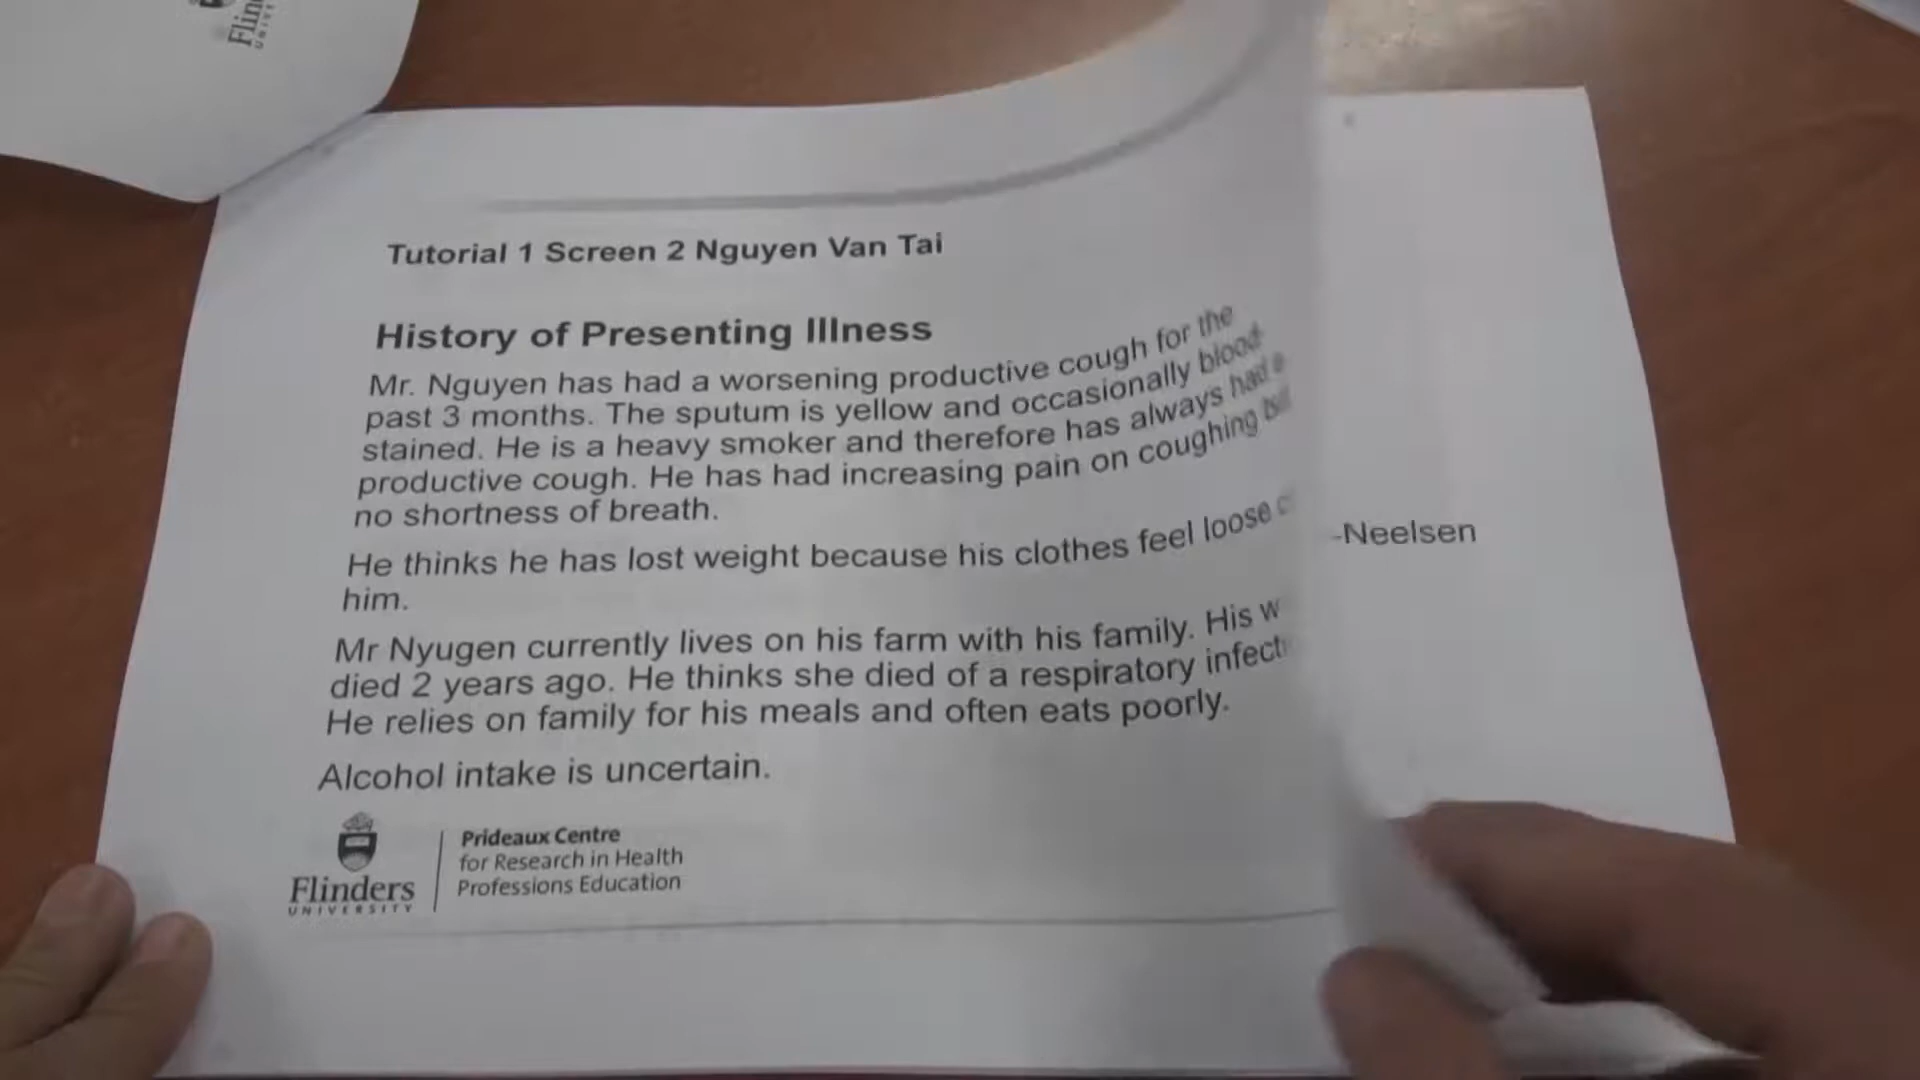 Flin
Tutorial 1 Screen 2 Nguyen Van Tai
History of Presenting Illness
Mr. Nguyen has had a worsening productive cough for the
past 3 months. The sputum is yellow and occasionally blood
stained. He is a heavy smoker and therefore has always had a
productive cough. He has had increasing pain on coughing
no shortness of breath.
He thinks he has lost weight because his clothes feel loose
him.
-Neelsen
Mr Nyugen currently lives on his farm with his family. His
died 2 years ago. He thinks she died of a respiratory
He relies on family for his meals and often eats poorly.
Alcohol intake is uncertain.
Flinders
UNIVERSITY
Prideaux Centre
for Research in Health
Professions Education